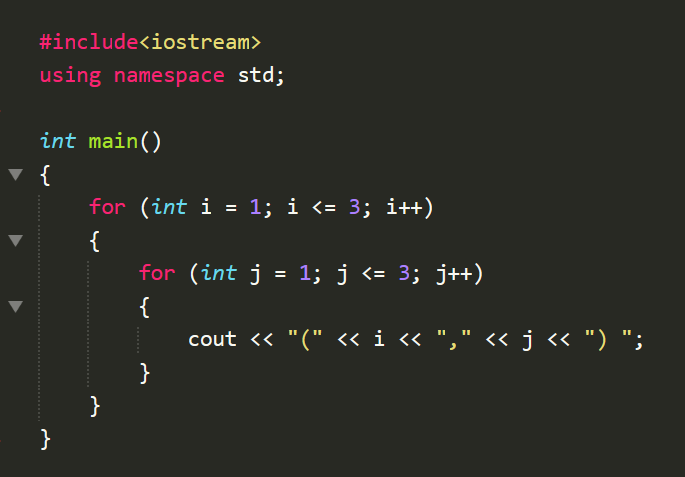 #include<iostream>
using namespace std;
int main()
{
for (int i = 1; i <= 3; i++)
{
for (int j = 1; j <= 3; j++)
{
cout << "(" << i << "," << j << ") ";
}
}
}